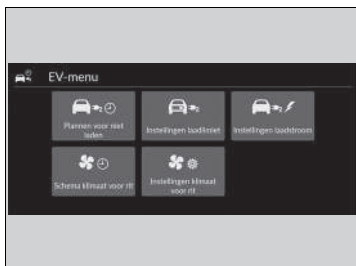 EV-menu
Plannen voor niet
laden
Instellingen laadlimiet
Instellingen laadstroom
Schema klimaat voor rit
Instellingen klimaat
voor rit